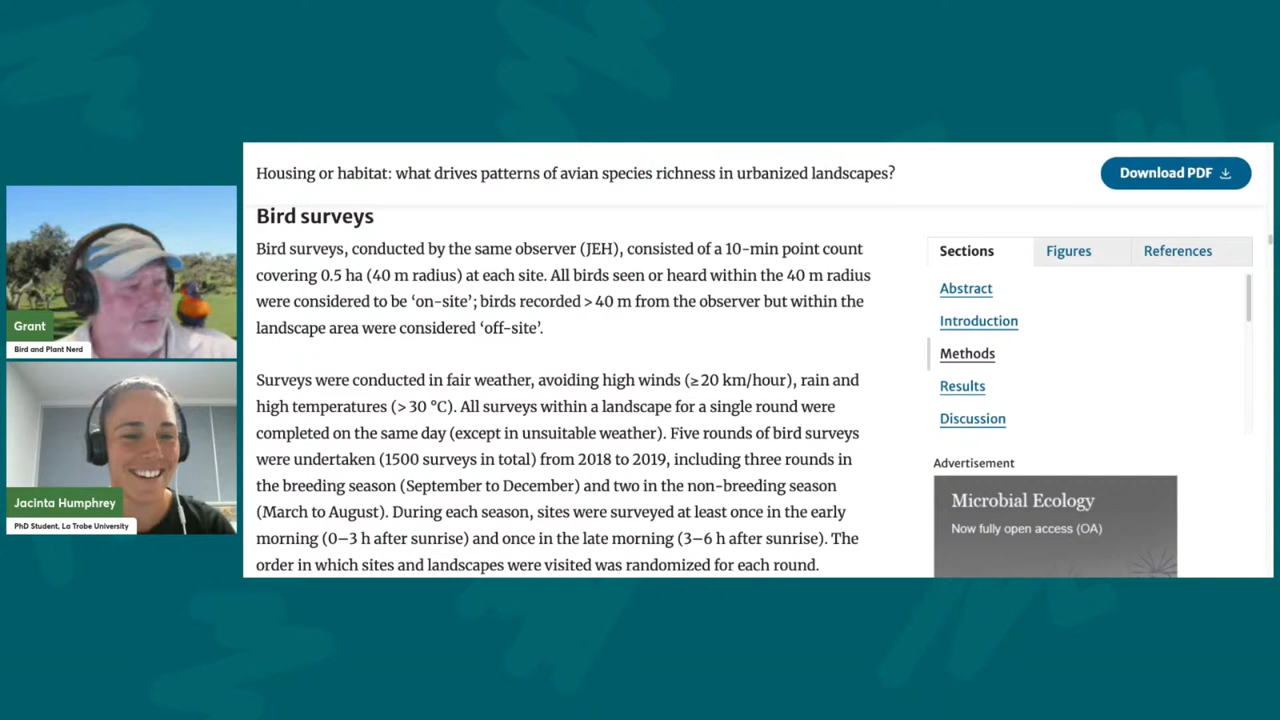 Housing or habitat: what drives patterns of avian species richness in urbanized landscapes?
Download PDF
Bird surveys
Bird surveys, conducted by the same observer (JEH), consisted of a 10-min point count
covering 0.5 ha (40 m radius) at each site. All birds seen or heard within the 40 m radius
were considered to be ‘on-site’; birds recorded > 40 m from the observer but within the
landscape area were considered ‘off-site’.
Surveys were conducted in fair weather, avoiding high winds (≥ 20 km/hour), rain and
high temperatures (> 30 °C). All surveys within a landscape for a single round were
completed on the same day (except in unsuitable weather). Five rounds of bird surveys
were undertaken (1500 surveys in total) from 2018 to 2019, including three rounds in
the breeding season (September to December) and two in the non-breeding season
(March to August). During each season, sites were surveyed at least once in the early
morning (0–3 h after sunrise) and once in the late morning (3–6 h after sunrise). The
order in which sites and landscapes were visited was randomized for each round.
Sections
Figures
References
Abstract
Introduction
Methods
Results
Discussion
Advertisement
Microbial Ecology
Now fully open access (OA)
Grant
Bird and Plant Nerd
Jacinta Humphrey
PhD Student, La Trobe University